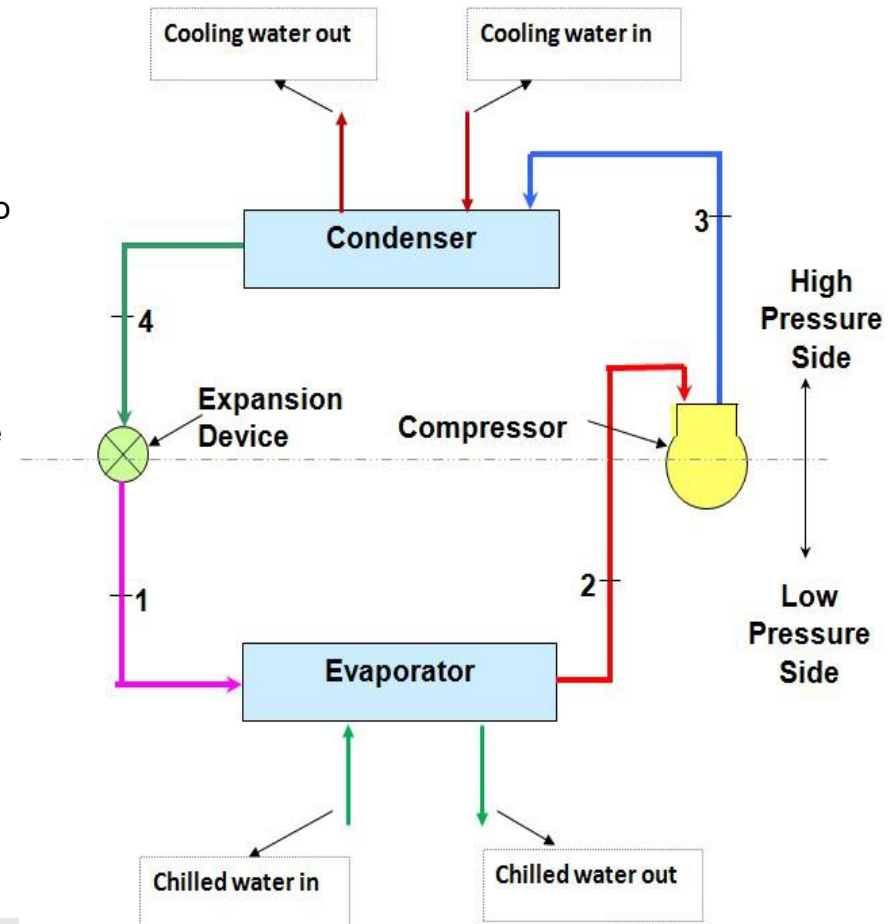 Cooling water out
Cooling water in
o
3
Condenser
High
Pressure
Side
4
Expansion
Device
Compressor
e
2
1
Low
Pressure
Side
Evaporator
Chilled water in
Chilled water out